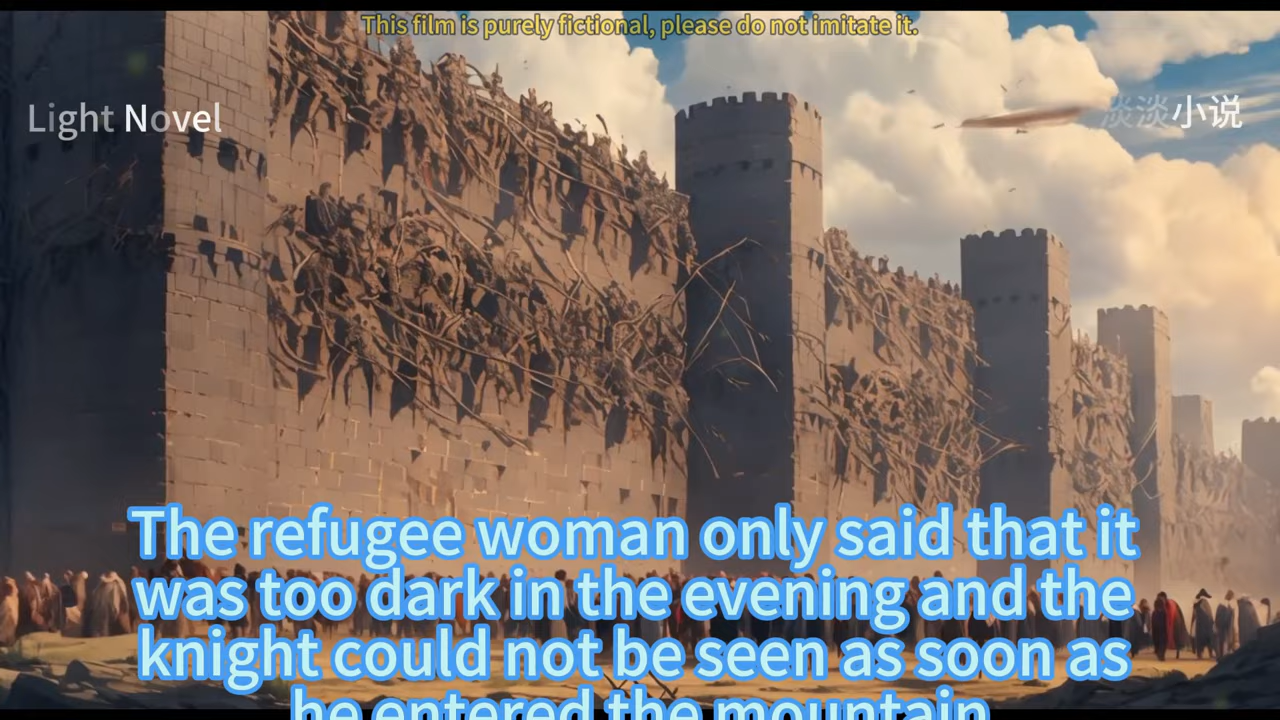 This film is purely fictional, please do not imitate it.
Light Novel
淡淡小说
The refugee woman only said that it
was too dark in the evening and the
knight could not be seen as soon as
he entered the mountain